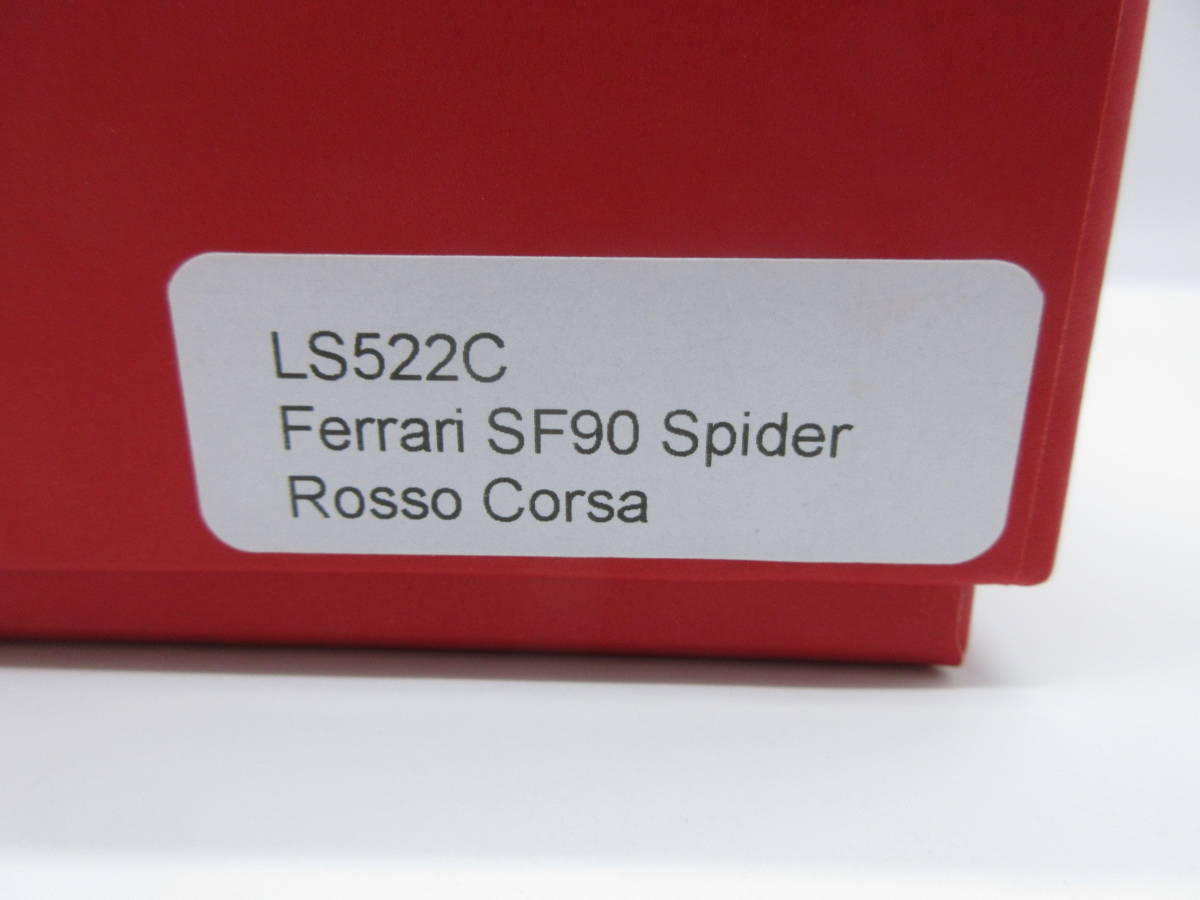 LS522C
Ferrari SF90 Spider
Rosso Corsa